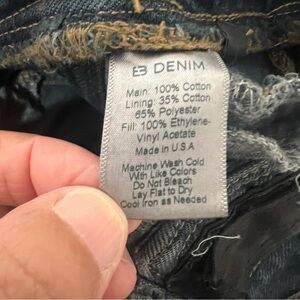 EB DENIM
Main: 100% Cotton
Lining: 35% Cotton
65% Polyester
Fill: 100% Ethylene-
Vinyl Acetate
Made in U.S.A
Machine Wash Cold
With Like Colors
Do Not Bleach
Lay Flat to Dry
Cool Iron as Needed